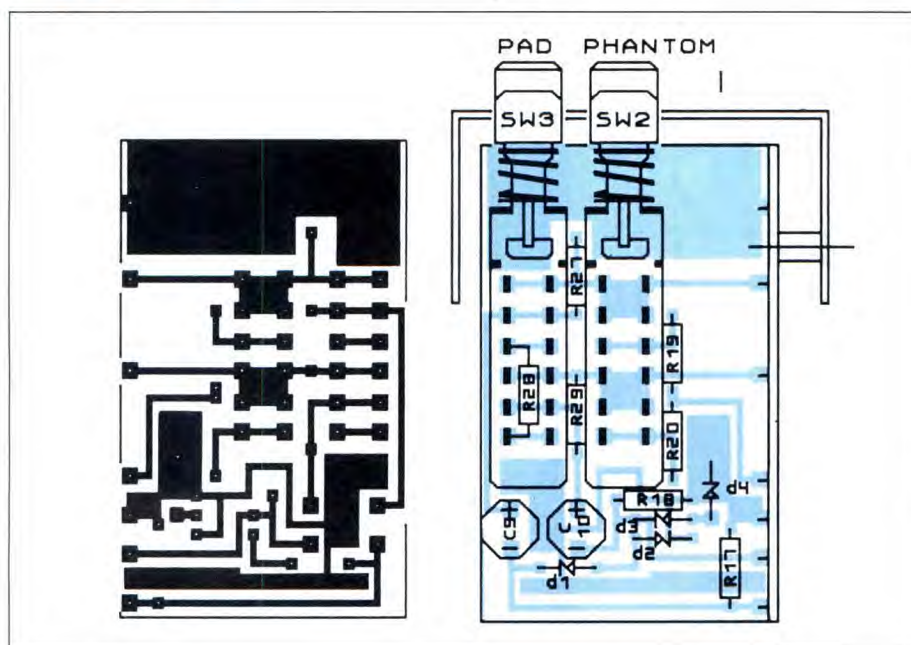 PAD PHANTOM
SW3 SW2
R27
R19
R28
R29
R20
d4
R18
C9
C10
d3
d2
d1
R17